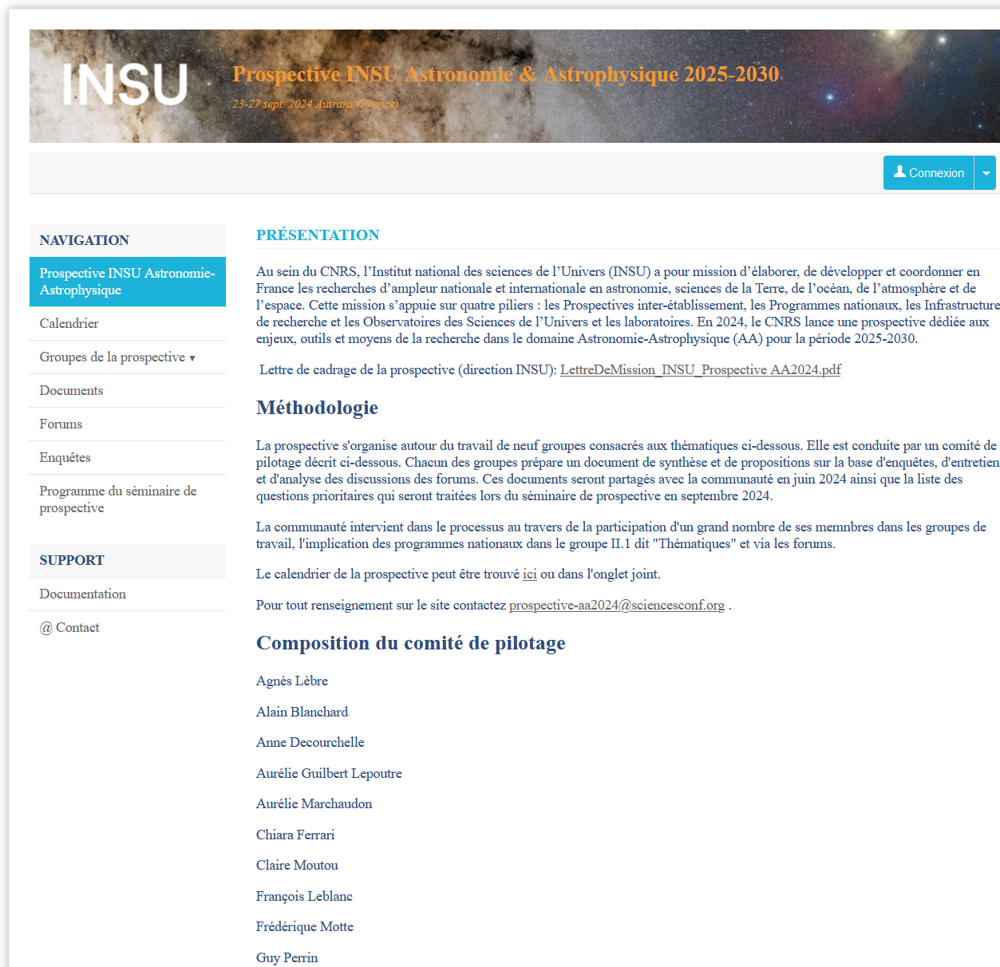 INSU
Prospective INSU Astronomie & Astrophysique 2025-2030
23-27 sept. 2024 Autrans (France)
Connexion
NAVIGATION
Prospective INSU Astronomie-
Astrophysique
Calendrier
Groupes de la prospective ▾
Documents
Forums
Enquêtes
Programme du séminaire de
prospective
SUPPORT
Documentation
@ Contact
PRÉSENTATION
Au sein du CNRS, l’Institut national des sciences de l’Univers (INSU) a pour mission d’élaborer, de développer et coordonner en
France les recherches d’ampleur nationale et internationale en astronomie, sciences de la Terre, de l’océan, de l’atmosphère et de
l’espace. Cette mission s’appuie sur quatre piliers : les Prospectives inter-établissement, les Programmes nationaux, les Infrastructure
de recherche et les Observatoires des Sciences de l’Univers et les laboratoires. En 2024, le CNRS lance une prospective dédiée aux
enjeux, outils et moyens de la recherche dans le domaine Astronomie-Astrophysique (AA) pour la période 2025-2030.
Lettre de cadrage de la prospective (direction INSU): LettreDeMission_INSU_Prospective AA2024.pdf
Méthodologie
La prospective s'organise autour du travail de neuf groupes consacrés aux thématiques ci-dessous. Elle est conduite par un comité de
pilotage décrit ci-dessous. Chacun des groupes prépare un document de synthèse et de propositions sur la base d'enquêtes, d'entretien
et d'analyse des discussions des forums. Ces documents seront partagés avec la communauté en juin 2024 ainsi que la liste des
questions prioritaires qui seront traitées lors du séminaire de prospective en septembre 2024.
La communauté intervient dans le processus au travers de la participation d'un grand nombre de ses memnbres dans les groupes de
travail, l'implication des programmes nationaux dans le groupe II.1 dit "Thématiques" et via les forums.
Le calendrier de la prospective peut être trouvé ici ou dans l'onglet joint.
Pour tout renseignement sur le site contactez prospective-aa2024@sciencesconf.org .
Composition du comité de pilotage
Agnès Lèbre
Alain Blanchard
Anne Decourchelle
Aurélie Guilbert Lepoutre
Aurélie Marchaudon
Chiara Ferrari
Claire Moutou
François Leblanc
Frédérique Motte
Guy Perrin